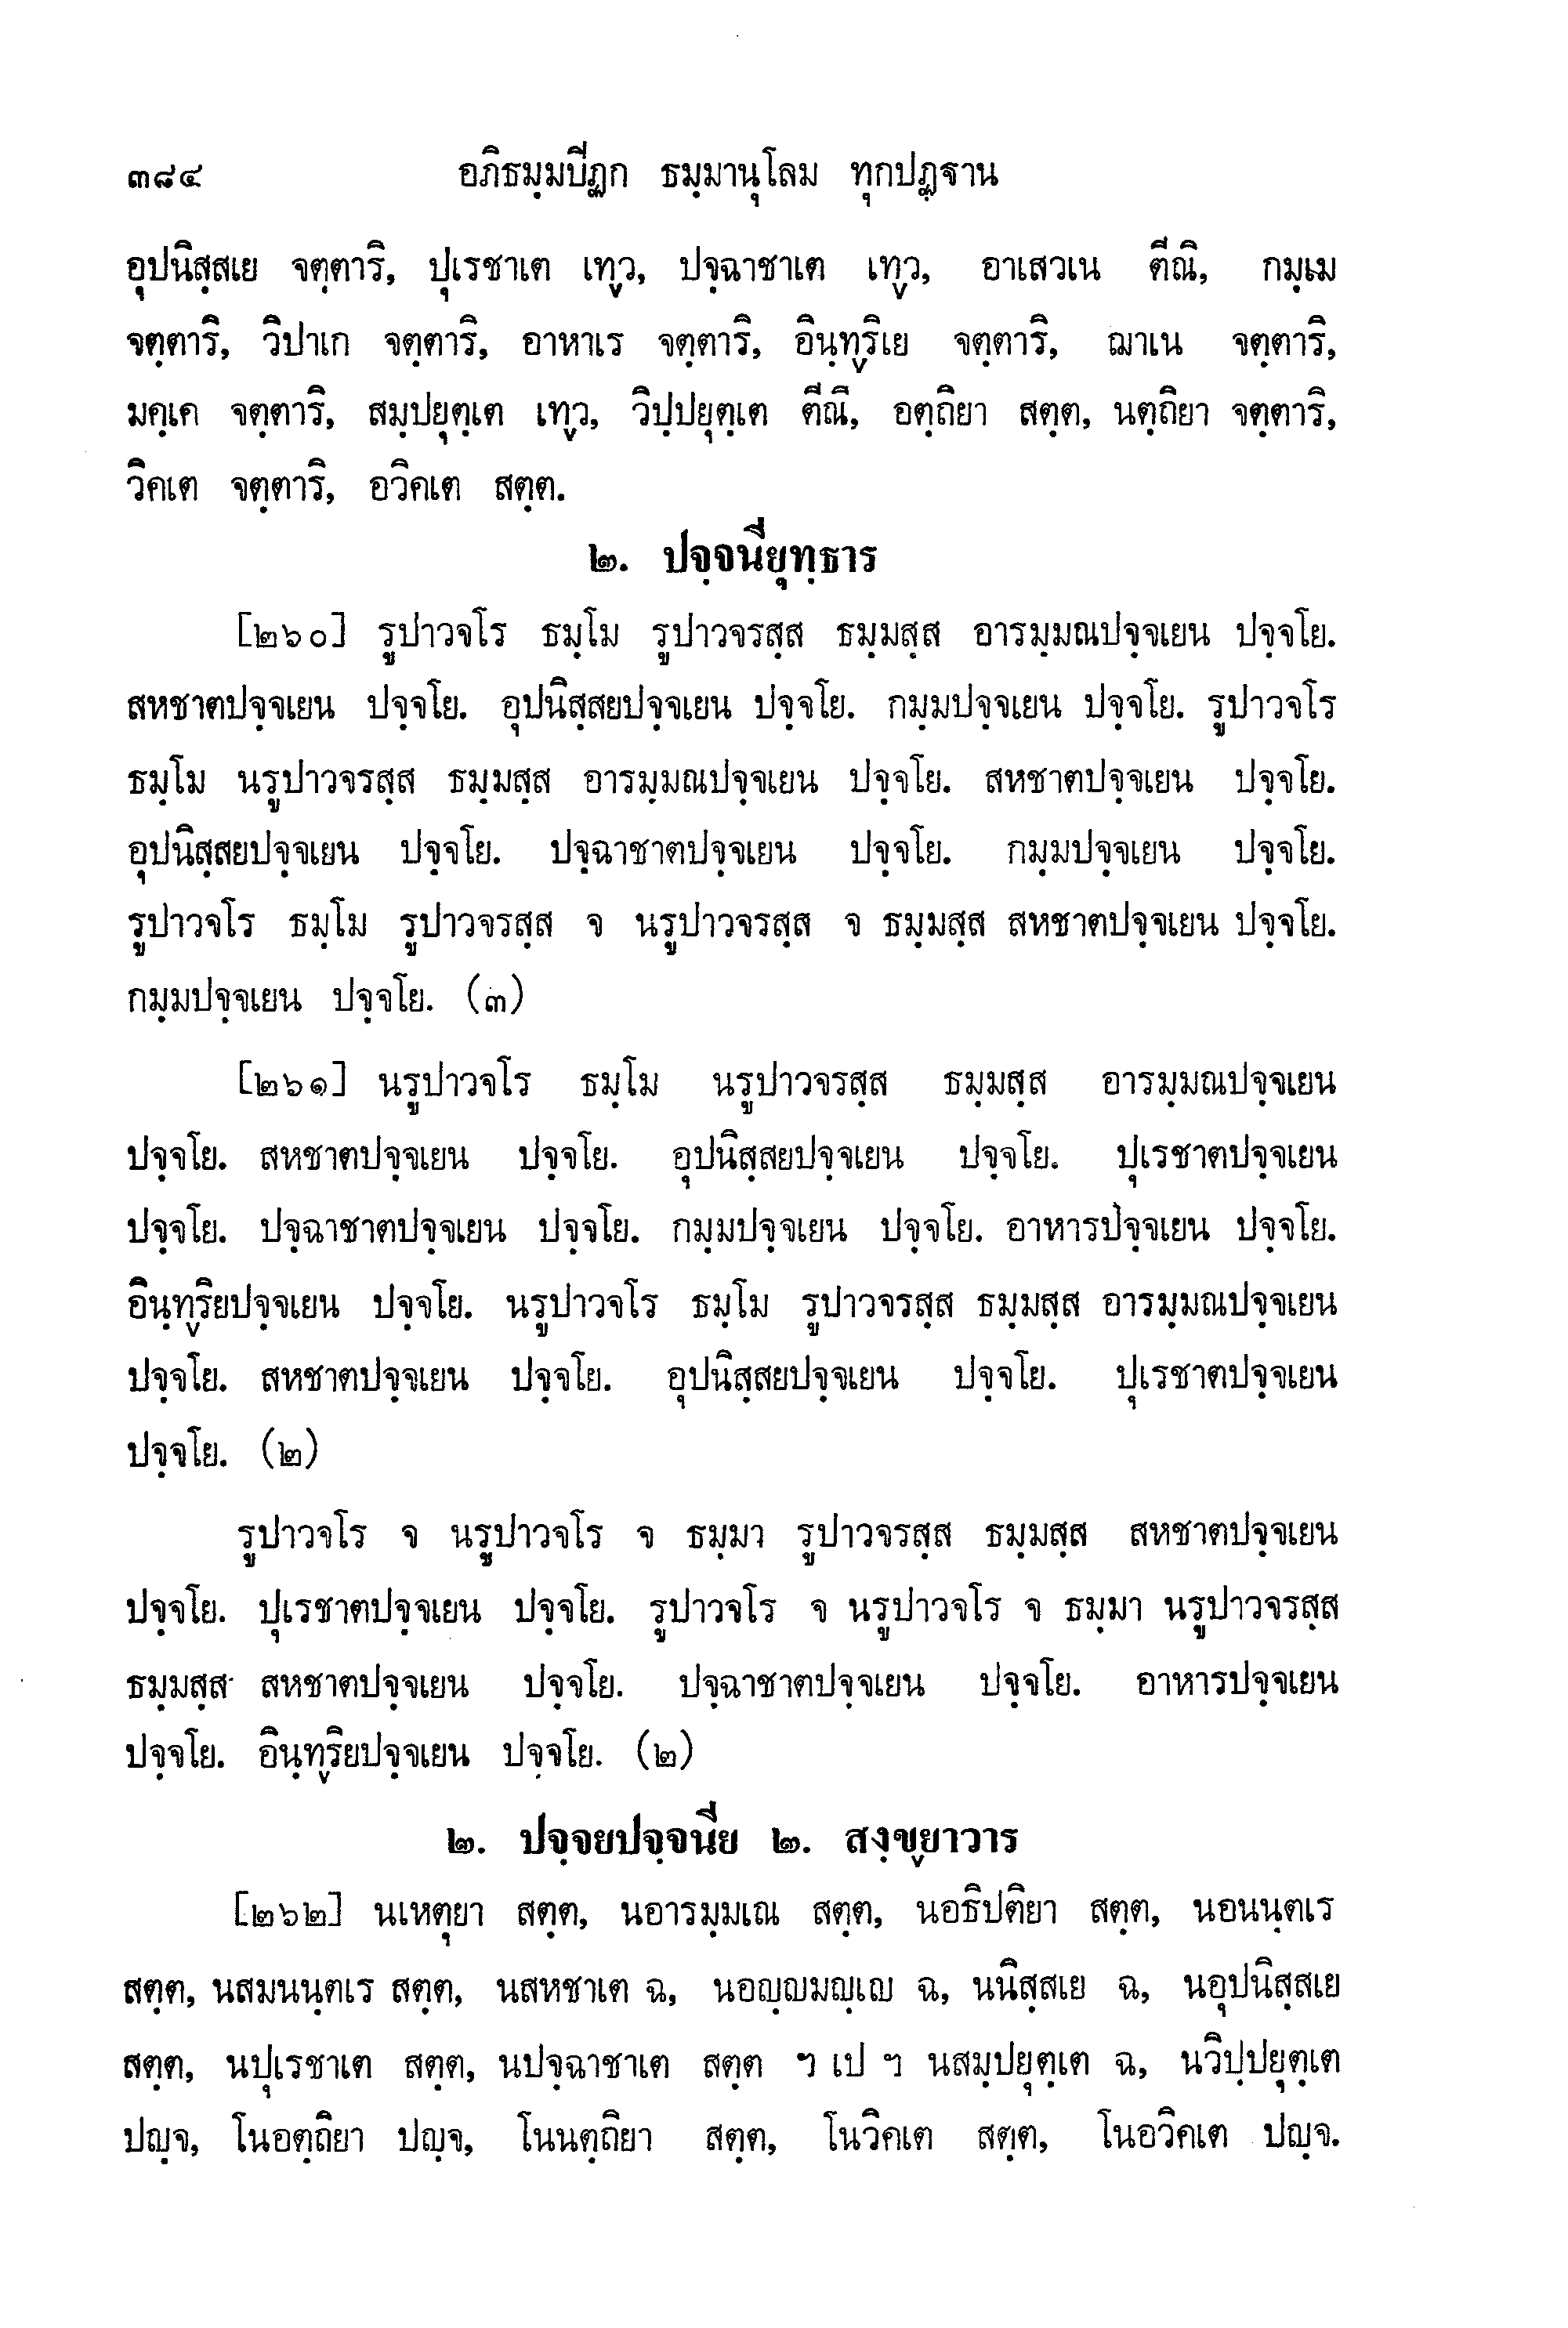 ๓๘๔ อภิธมฺมปีฏก ธมฺมานุโลม ทุกปฏฺฐาน
อุปนิสฺสเย จตฺตาริ, ปุเรชาเต เทฺว, ปจฺฉาชาเต เทฺว, อาเสวเน ตีณิ, กมฺเม
จตฺตาริ, วิปาเก จตฺตาริ, อาหาเร จตฺตาริ, อินฺทฺริเย จตฺตาริ, ฌาเน จตฺตาริ,
มคฺเค จตฺตาริ, สมฺปยุตฺเต เทฺว, วิปฺปยุตฺเต ตีณิ, อตฺถิยา สตฺต, นตฺถิยา จตฺตาริ,
วิคเต จตฺตาริ, อวิคเต สตฺต.
๒. ปจฺจนียุทฺธาร
[๒๖๐] รูปาวจโร ธมฺโม รูปาวจรสฺส ธมฺมสฺส อารมฺมณปจฺจเยน ปจฺจโย.
สหชาตปจฺจเยน ปจฺจโย. อุปนิสฺสยปจฺจเยน ปจฺจโย. กมฺมปจฺจเยน ปจฺจโย. รูปาวจโร
ธมฺโม นรูปาวจรสฺส ธมฺมสฺส อารมฺมณปจฺจเยน ปจฺจโย. สหชาตปจฺจเยน ปจฺจโย.
อุปนิสฺสยปจฺจเยน ปจฺจโย. ปจฺฉาชาตปจฺจเยน ปจฺจโย. กมฺมปจฺจเยน ปจฺจโย.
รูปาวจโร ธมฺโม รูปาวจรสฺส จ นรูปาวจรสฺส จ ธมฺมสฺส สหชาตปจฺจเยน ปจฺจโย.
กมฺมปจฺจเยน ปจฺจโย. (๓)
[๒๖๑] นรูปาวจโร ธมฺโม นรูปาวจรสฺส ธมฺมสฺส อารมฺมณปจฺจเยน
ปจฺจโย. สหชาตปจฺจเยน ปจฺจโย. อุปนิสฺสยปจฺจเยน ปจฺจโย. ปุเรชาตปจฺจเยน
ปจฺจโย. ปจฺฉาชาตปจฺจเยน ปจฺจโย. กมฺมปจฺจเยน ปจฺจโย. อาหารปจฺจเยน ปจฺจโย.
อินฺทฺริยปจฺจเยน ปจฺจโย. นรูปาวจโร ธมฺโม รูปาวจรสฺส ธมฺมสฺส อารมฺมณปจฺจเยน
ปจฺจโย. สหชาตปจฺจเยน ปจฺจโย. อุปนิสฺสยปจฺจเยน ปจฺจโย. ปุเรชาตปจฺจเยน
ปจฺจโย. (๒)
รูปาวจโร จ นรูปาวจโร จ ธมฺมา รูปาวจรสฺส ธมฺมสฺส สหชาตปจฺจเยน
ปจฺจโย. ปุเรชาตปจฺจเยน ปจฺจโย. รูปาวจโร จ นรูปาวจโร จ ธมฺมา นรูปาวจรสฺส
ธมฺมสฺส สหชาตปจฺจเยน ปจฺจโย. ปจฺฉาชาตปจฺจเยน ปจฺจโย. อาหารปจฺจเยน
ปจฺจโย. อินฺทฺริยปจฺจเยน ปจฺจโย. (๒)
๒. ปจฺจยปจฺจนีย ๒. สงฺขฺยาวาร
[๒๖๒] นเหตุยา สตฺต, นอารมฺมเณ สตฺต, นอธิปติยา สตฺต, นอนนฺตเร
สตฺต, นสมนนฺตเร สตฺต, นสหชาเต ฉ, นอญฺญมญฺเญ ฉ, นนิสฺสเย ฉ, นอุปนิสฺสเย
สตฺต, นปุเรชาเต สตฺต, นปจฺฉาชาเต สตฺต ฯ เป ฯ นสมฺปยุตฺเต ฉ, นวิปฺปยุตฺเต
ปญฺจ, โนอตฺถิยา ปญฺจ, โนนตฺถิยา สตฺต, โนวิคเต สตฺต, โนอวิคเต ปญฺจ.